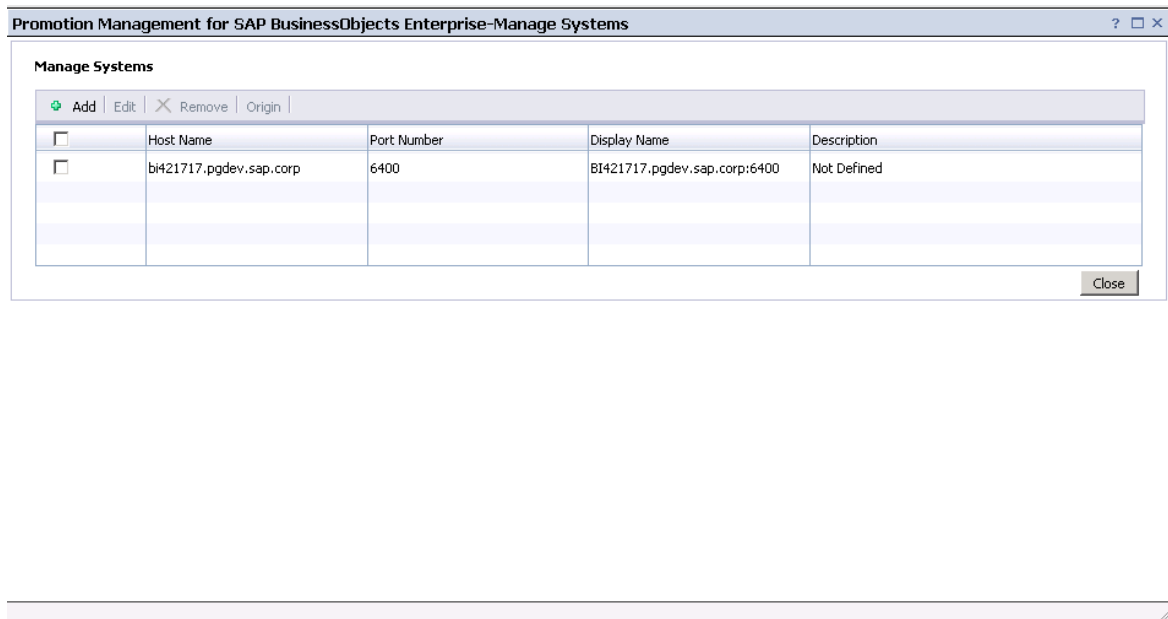 Promotion Management for SAP BusinessObjects Enterprise-Manage Systems ?
Manage Systems
Add Edit Remove Origin
Host Name Port Number Display Name Description
bi421717.pgdev.sap.corp 6400 BI421717.pgdev.sap.corp:6400 Not Defined
Close